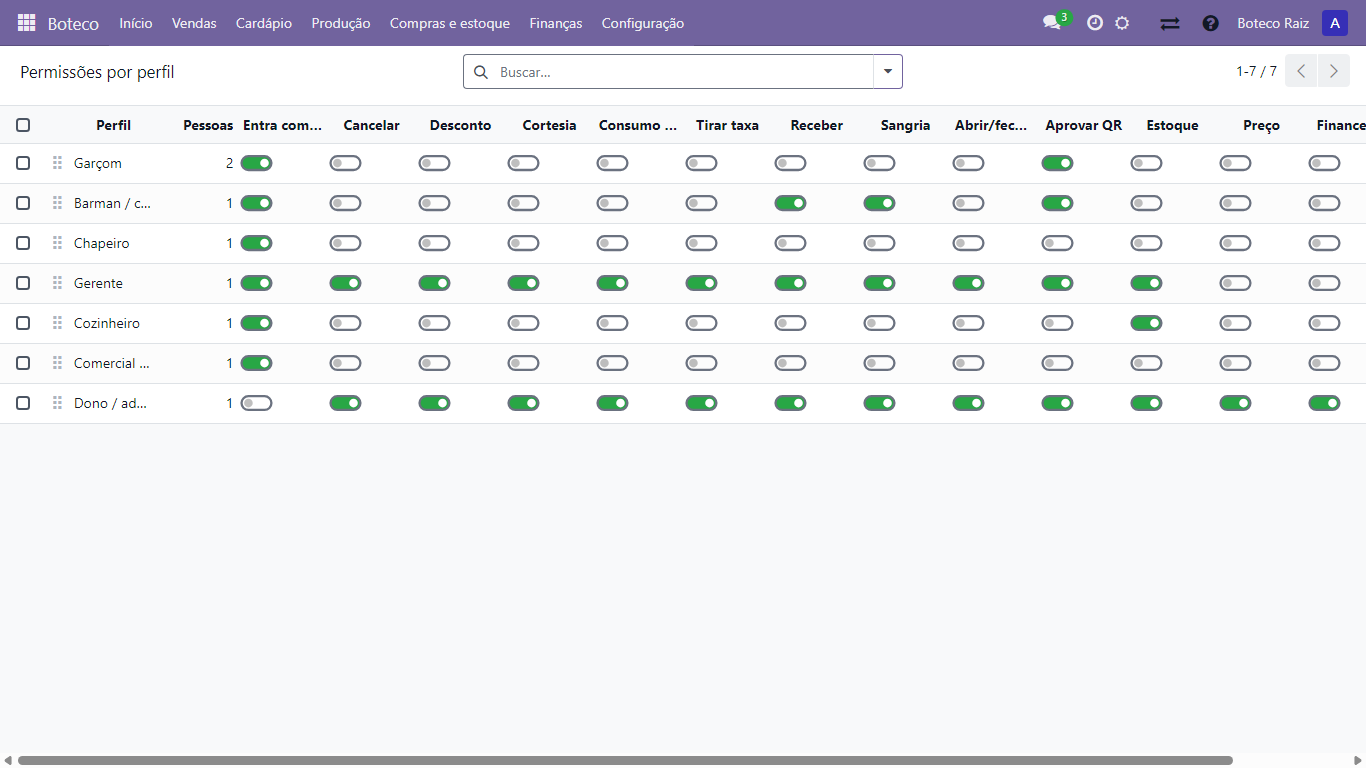 Boteco Início Vendas Cardápio Produção Compras e estoque Finanças Configuração 3 Boteco Raiz A
Permissões por perfil Buscar... 1-7 / 7
Perfil Pessoas Entra com... Cancelar Desconto Cortesia Consumo ... Tirar taxa Receber Sangria Abrir/fec... Aprovar QR Estoque Preço Finance
Garçom 2
Barman / c... 1
Chapeiro 1
Gerente 1
Cozinheiro 1
Comercial ... 1
Dono / ad... 1